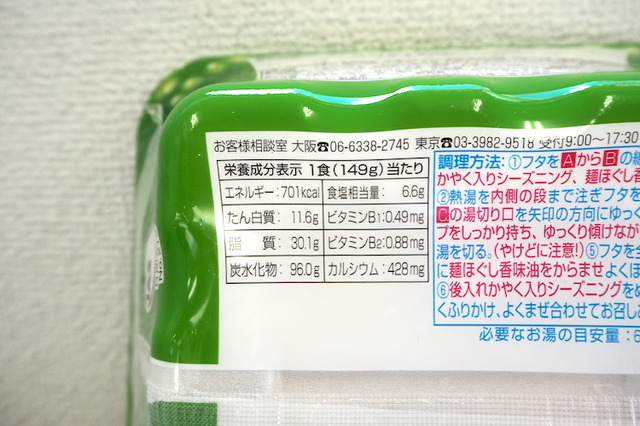 お客様相談室 大阪☎06-6338-2745 東京☎03-3982-9518 受付9:00~17:30
栄養成分表示 1食(149g)当たり
エネルギー:701kcal 食塩相当量: 6.6g
たん白質: 11.6g ビタミンB1:0.49mg
脂 質: 30.1g ビタミンB2:0.88mg
炭水化物: 96.0g カルシウム:428mg
調理方法:①フタをAからBの
かやく入りシーズニング、麺ほぐし香
②熱湯を内側の段まで注ぎフタを
Cの湯切り口を矢印の方向にゆっく
プをしっかり持ち、ゆっくり傾けなが
湯を切る。(やけどに注意!)⑤フタを全
に麺ほぐし香味油をからませ よくほ
⑥後入れかやく入りシーズニングをめ
くふりかけ、よくまぜ合わせてお召し
必要なお湯の目安量:6